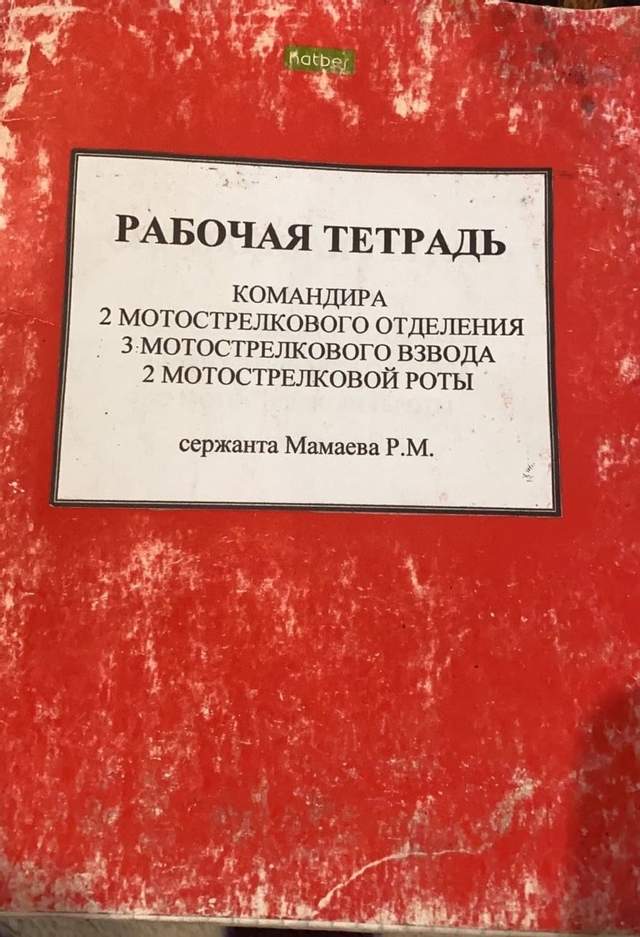 Hatber
РАБОЧАЯ ТЕТРАДЬ
КОМАНДИРА
2 МОТОСТРЕЛКОВОГО ОТДЕЛЕНИЯ
3 МОТОСТРЕЛКОВОГО ВЗВОДА
2 МОТОСТРЕЛКОВОЙ РОТЫ
сержанта Мамаева Р.М.